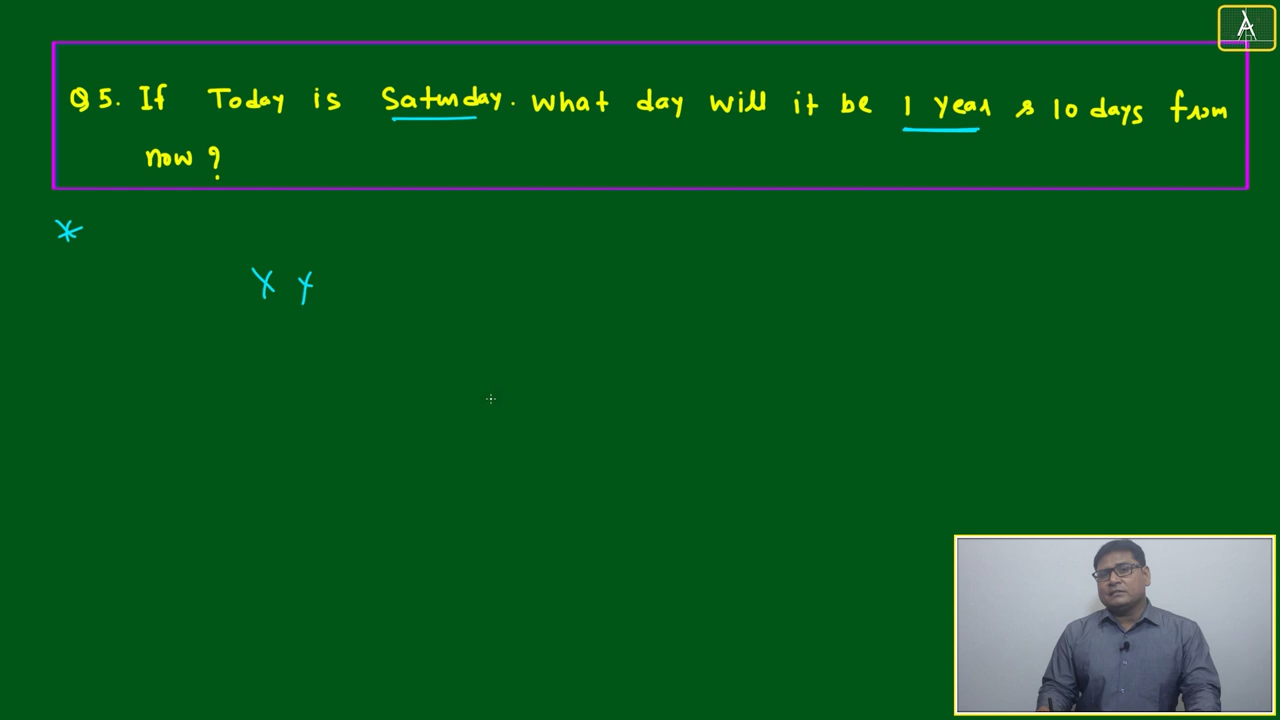 Q5. If Today is Saturday. What day will it be 1 year & 10 days from
now ?
*
X Y